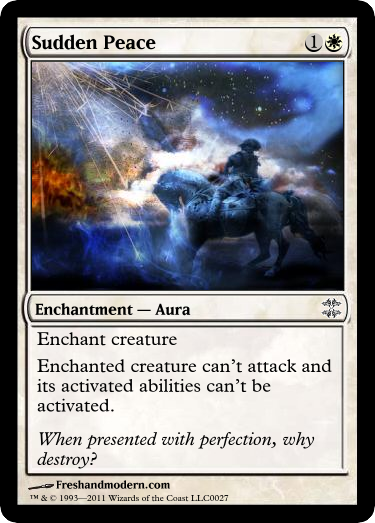 Sudden Peace 1
Enchantment — Aura
Enchant creature
Enchanted creature can't attack and
its activated abilities can't be
activated.
When presented with perfection, why
destroy?
Freshandmodern.com
™ & © 1993—2011 Wizards of the Coast LLC0027